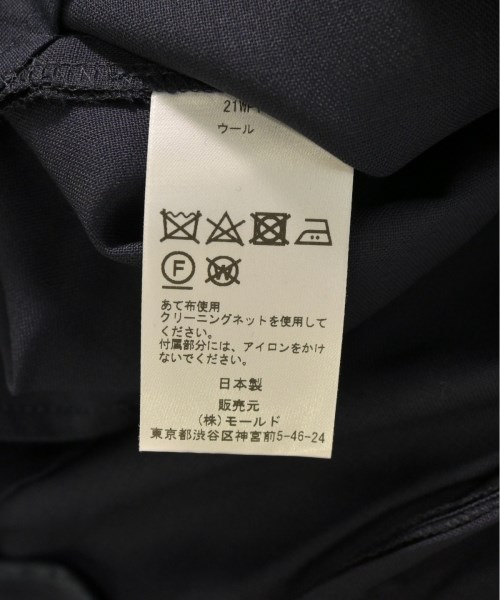 21WP
ウール
F
W
あて布使用
クリーニングネットを使用して
ください。
付属部分には、アイロンをかけ
ないでください。
日本製
販売元
(株)モールド
東京都渋谷区神宮前5-46-24